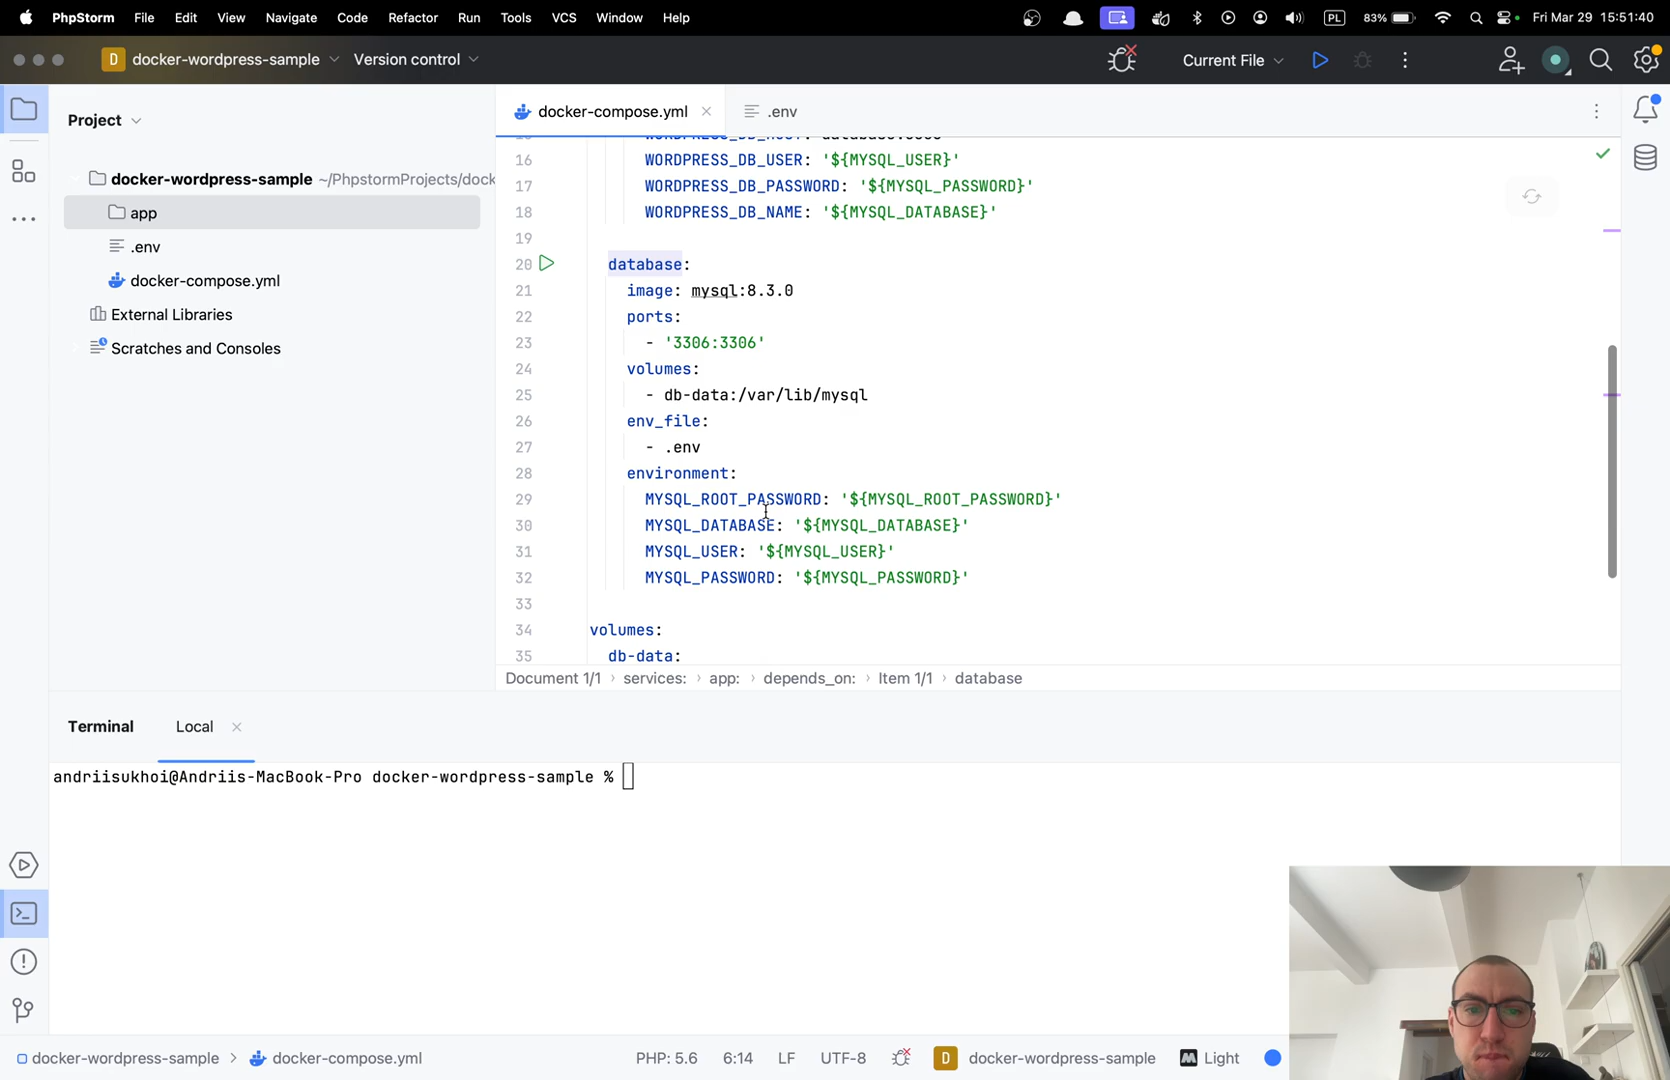 PhpStorm File Edit View Navigate Code Refactor Run Tools VCS Window Help PL 83% Fri Mar 29 15:51:40
D docker-wordpress-sample Version control Current File
Project
docker-compose.yml .env
docker-wordpress-sample ~/PhpstormProjects/dock
app
.env
docker-compose.yml
External Libraries
Scratches and Consoles
16 WORDPRESS_DB_USER: '${MYSQL_USER}'
17 WORDPRESS_DB_PASSWORD: '${MYSQL_PASSWORD}'
18 WORDPRESS_DB_NAME: '${MYSQL_DATABASE}'
19
20 database:
21 image: mysql:8.3.0
22 ports:
23 - '3306:3306'
24 volumes:
25 - db-data:/var/lib/mysql
26 env_file:
27 - .env
28 environment:
29 MYSQL_ROOT_PASSWORD: '${MYSQL_ROOT_PASSWORD}'
30 MYSQL_DATABASE: '${MYSQL_DATABASE}'
31 MYSQL_USER: '${MYSQL_USER}'
32 MYSQL_PASSWORD: '${MYSQL_PASSWORD}'
33
34 volumes:
35 db-data:
Document 1/1 › services: › app: › depends_on: › Item 1/1 › database
Terminal Local
andriisukhoi@Andriis-MacBook-Pro docker-wordpress-sample %
docker-wordpress-sample > docker-compose.yml PHP: 5.6 6:14 LF UTF-8 D docker-wordpress-sample M Light